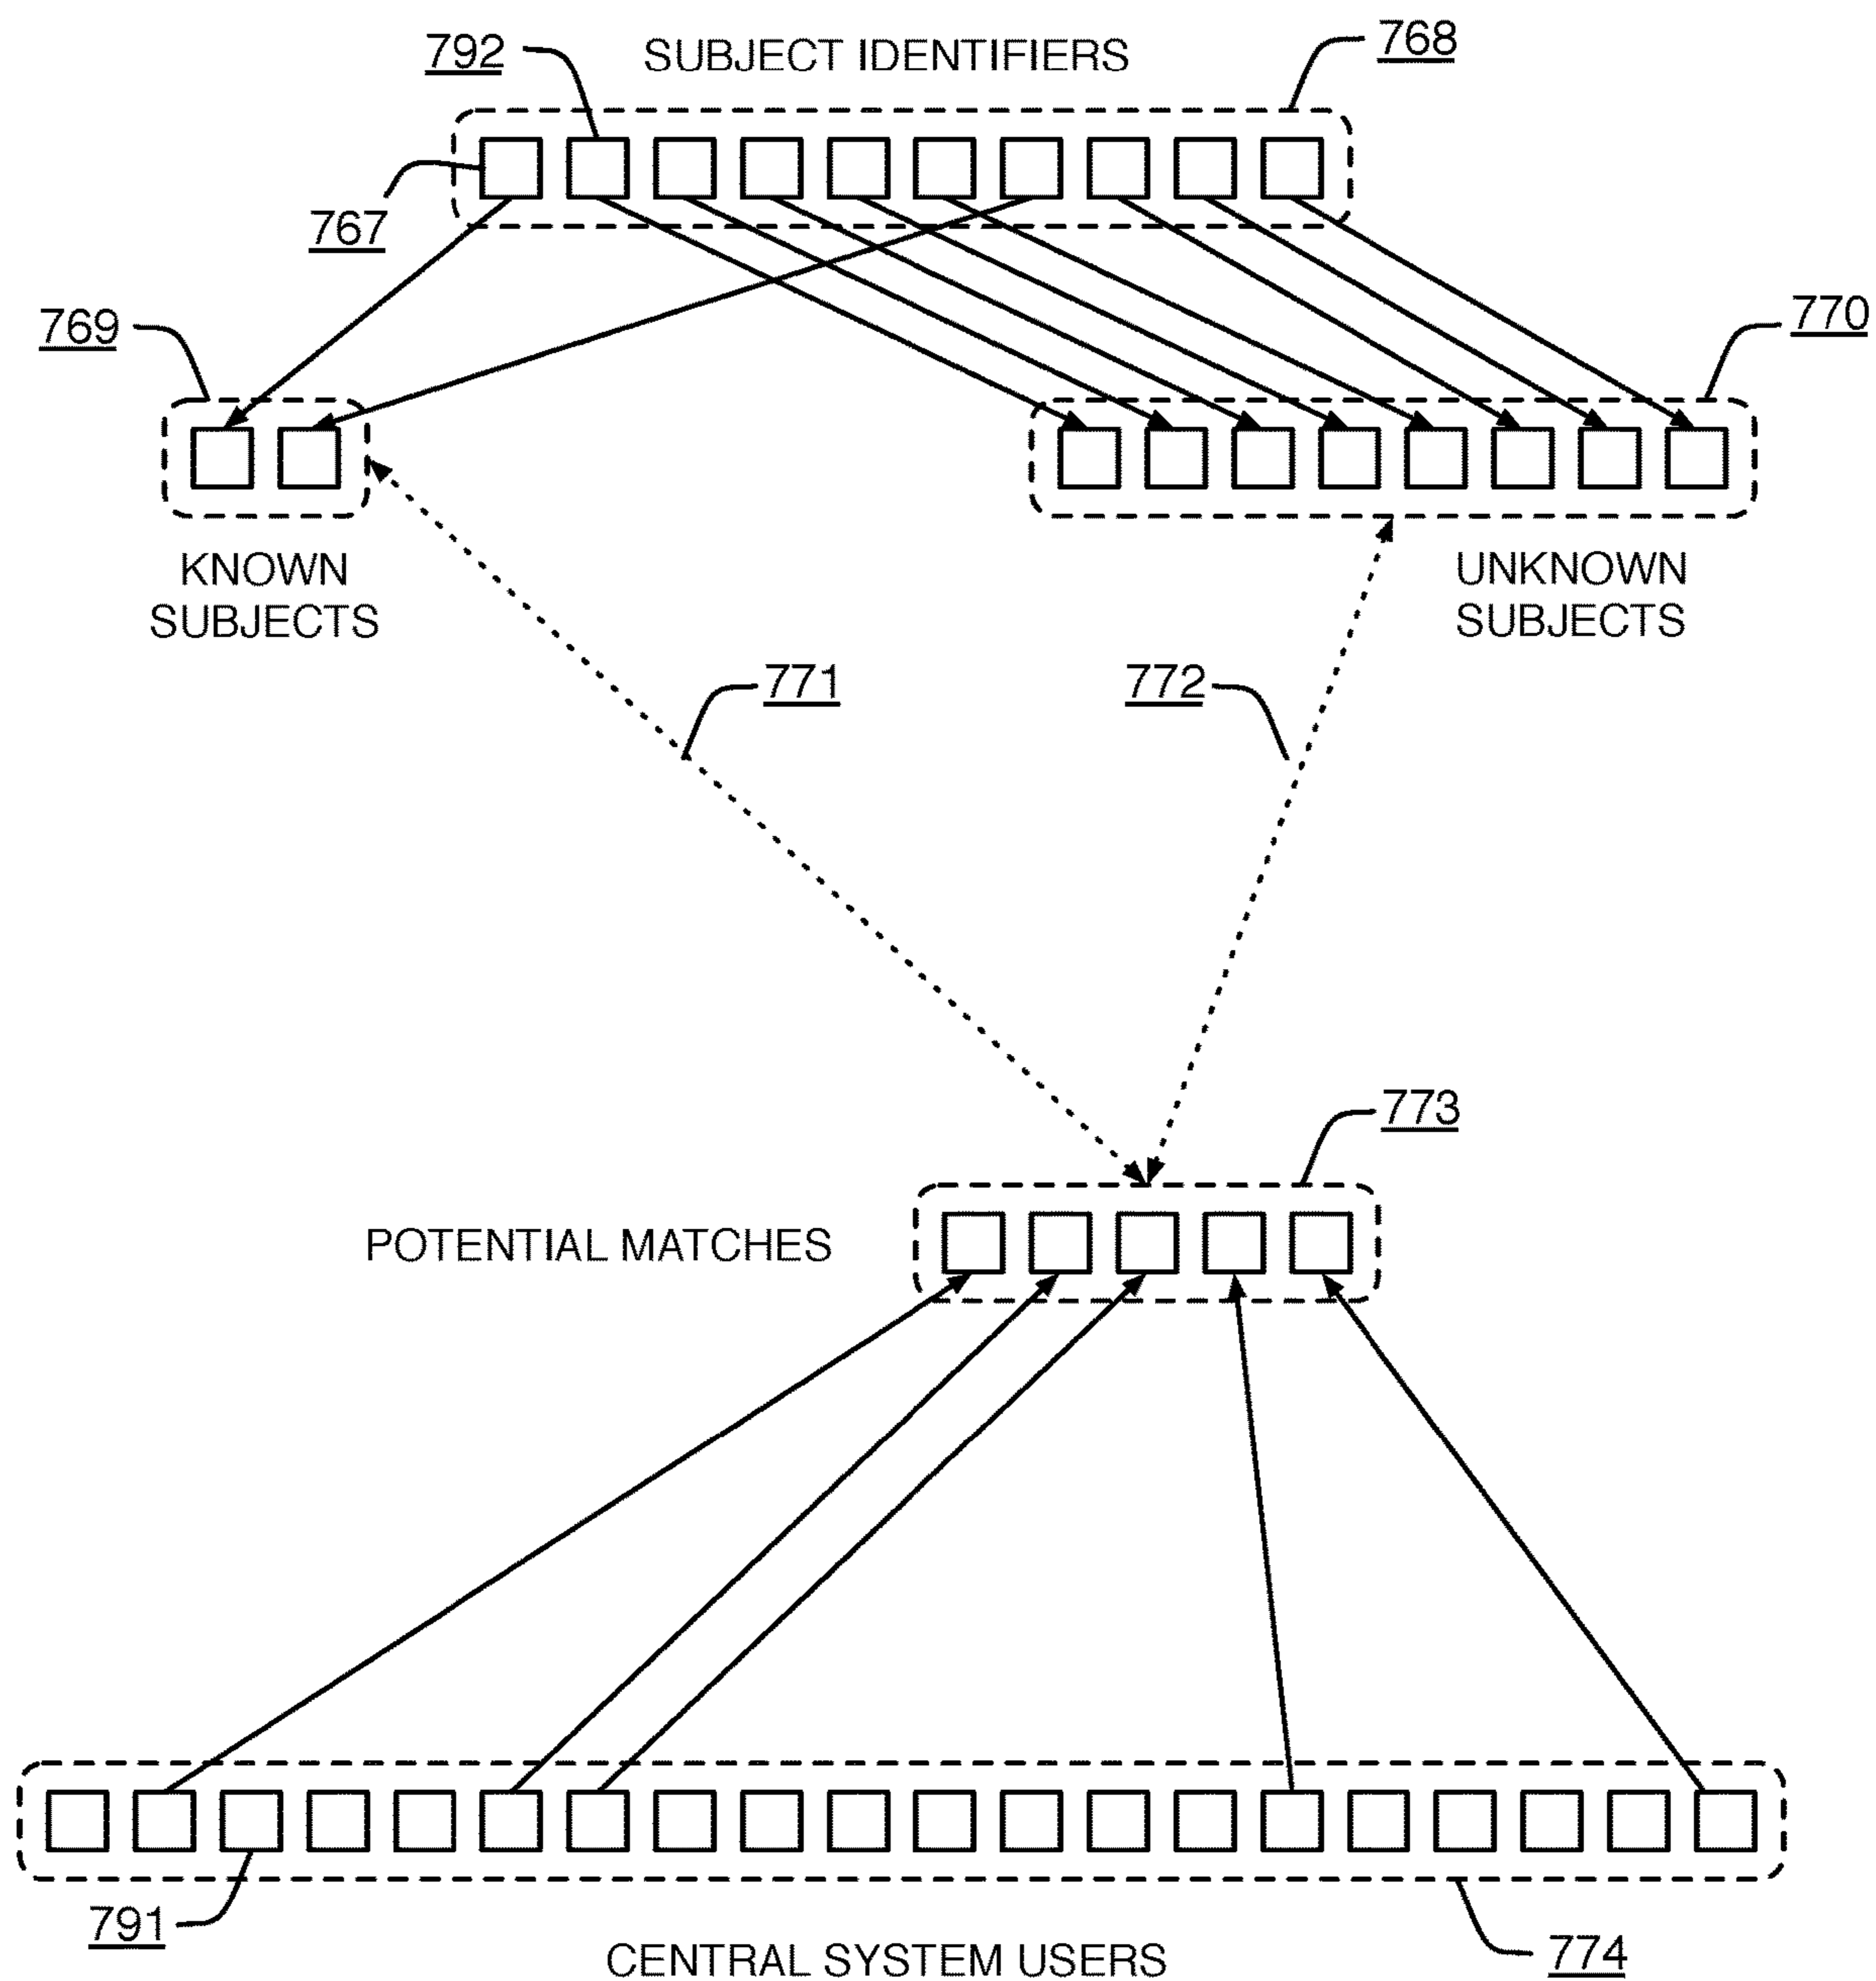 792
SUBJECT IDENTIFIERS
768
767
769
770
KNOWN
SUBJECTS
UNKNOWN
SUBJECTS
771
772
773
POTENTIAL MATCHES
791
CENTRAL SYSTEM USERS
774